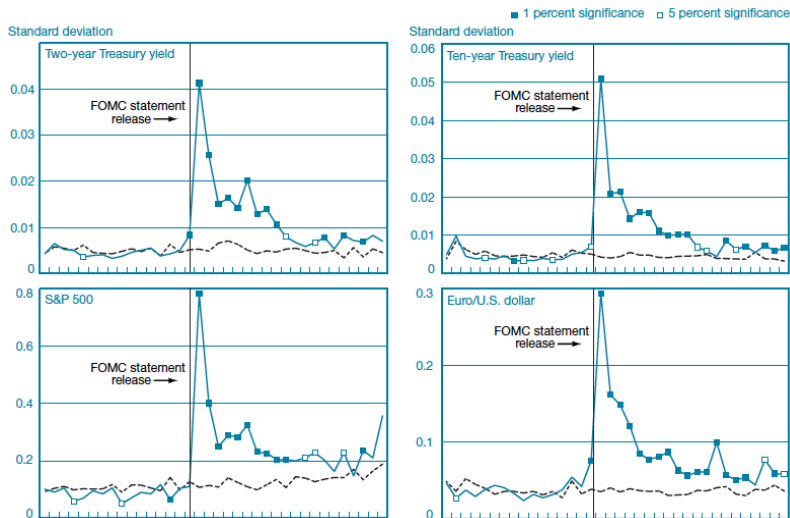 ■ 1 percent significance □ 5 percent significance
Standard deviation
Standard deviation
Two-year Treasury yield
0.04
0.03
0.02
0.01
0
FOMC statement
release
Ten-year Treasury yield
0.06
0.05
0.04
0.03
0.02
0.01
0
FOMC statement
release
S&P 500
0.8
0.6
0.4
0.2
0
FOMC statement
release
Euro/U.S. dollar
0.3
0.2
0.1
0
FOMC statement
release